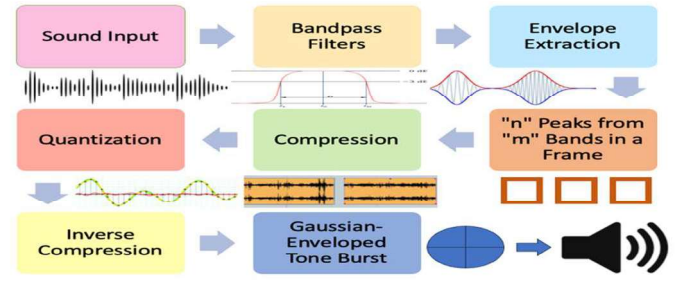 Sound Input
Bandpass
Filters
Envelope
Extraction
Quantization
Compression
"n" Peaks from
"m" Bands in a
Frame
Inverse
Compression
Gaussian-
Enveloped
Tone Burst